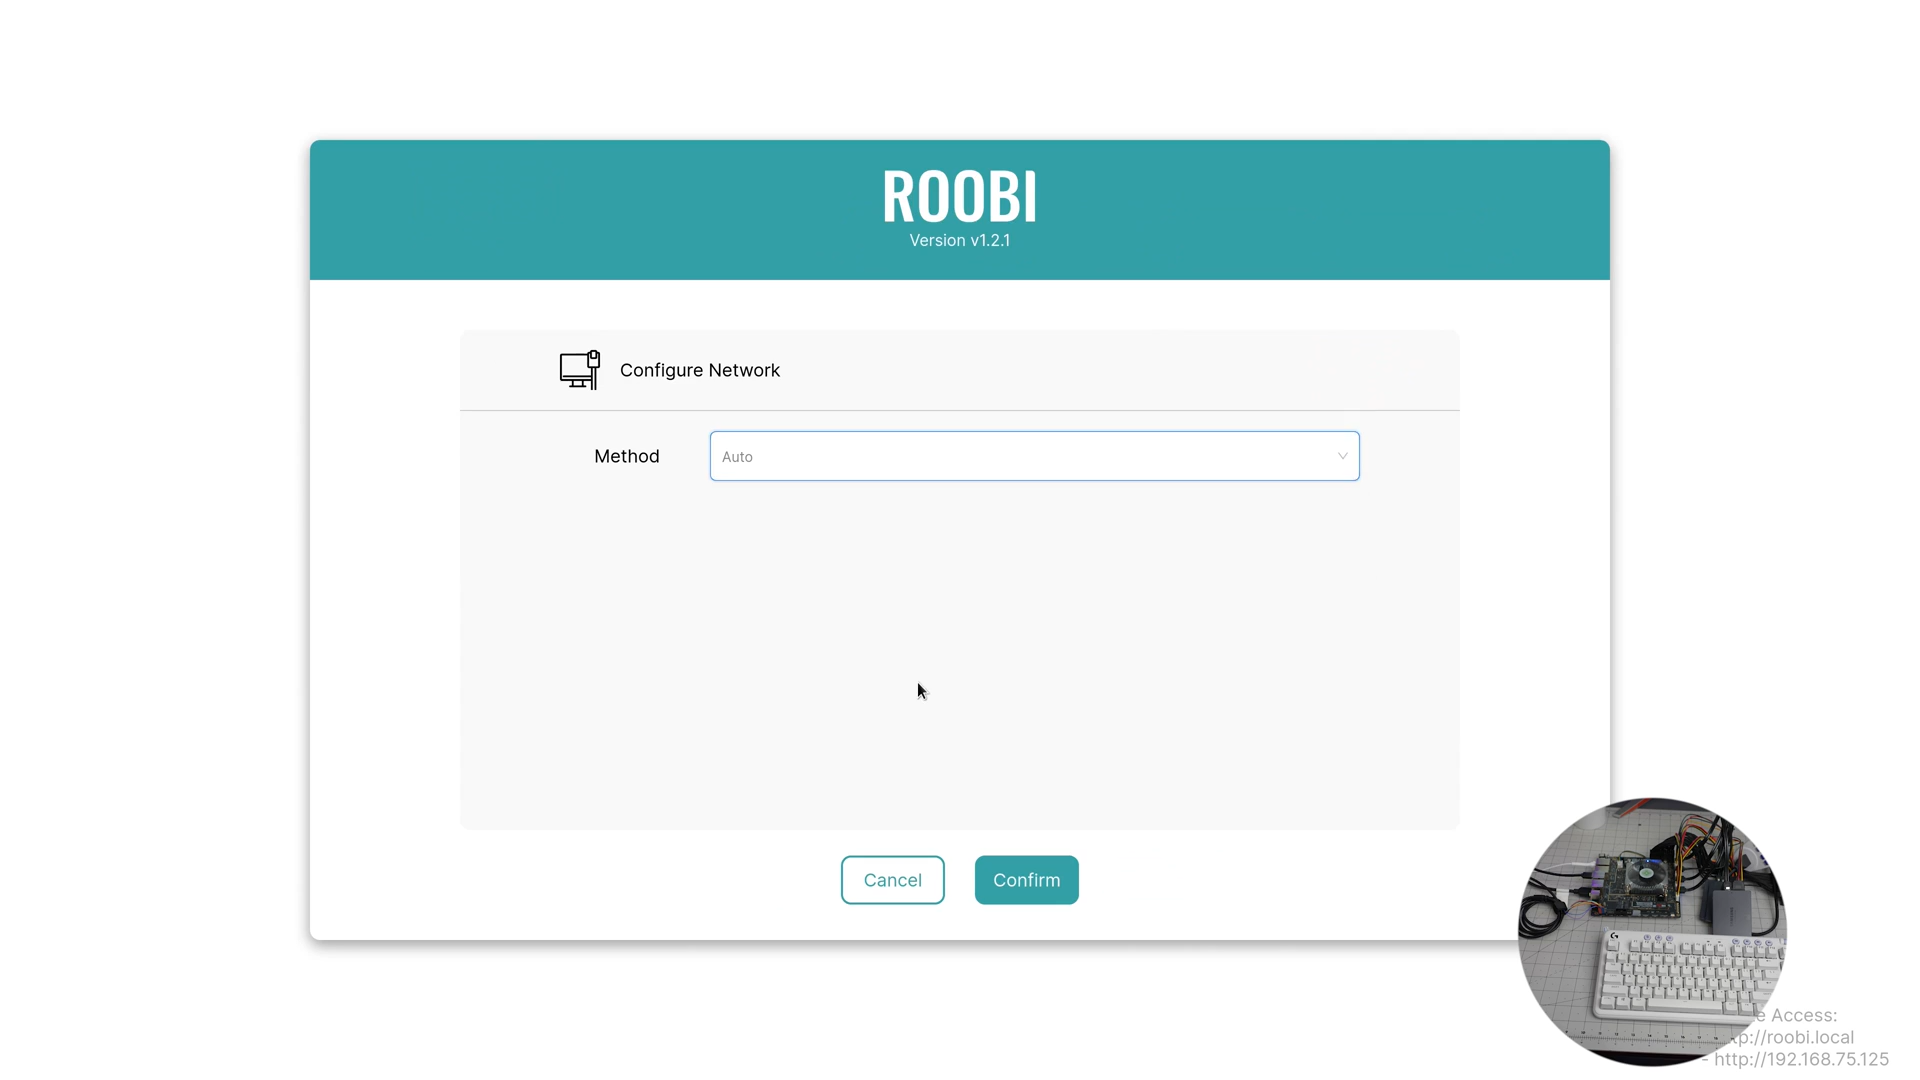 ROOBI
Version v1.2.1
Configure Network
Method
Auto
Cancel
Confirm
Access:
http://roobi.local
- http://192.168.75.125